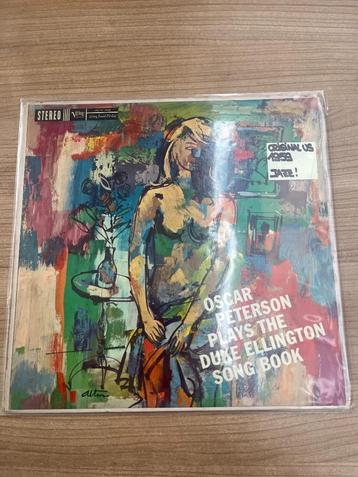 STEREO
Verve
ORIGINAL US
1959
JAZZ!
OSCAR
PETERSON
PLAYS THE
DUKE ELLINGTON
SONG BOOK